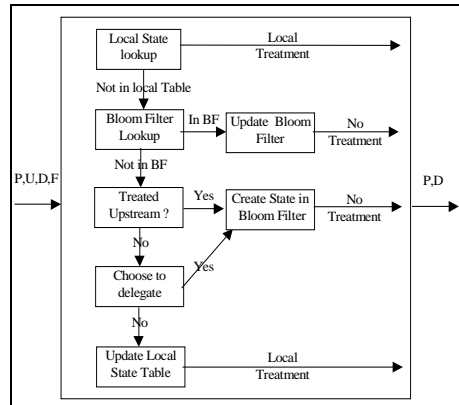 Local State
lookup
Local
Treatment
Not in local Table
Bloom Filter
Lookup
In BF
Update Bloom
Filter
No
Treatment
Not in BF
P,U,D,F
P,D
Treated
Upstream ?
Yes
Create State in
Bloom Filter
No
Treatment
No
Choose to
delegate
Yes
No
Update Local
State Table
Local
Treatment